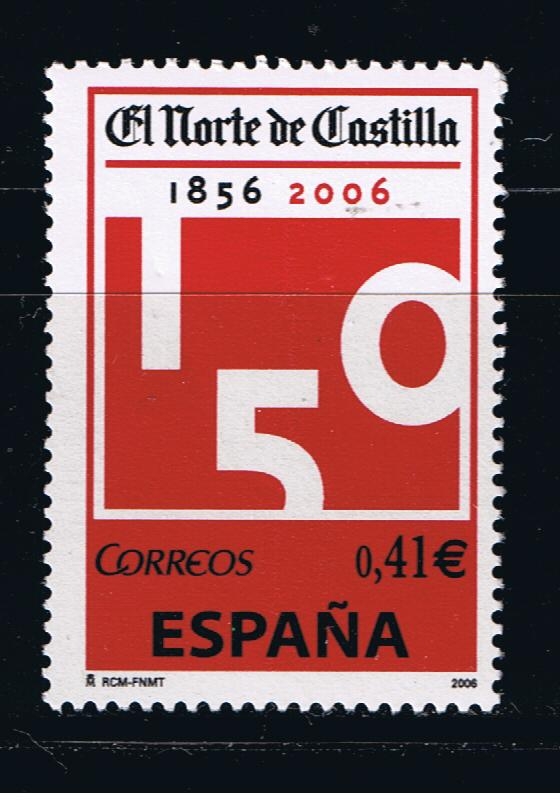 El Norte de Castilla
1856 2006
150
CORREOS 0,41€
ESPAÑA
RCM-FNMT 2006